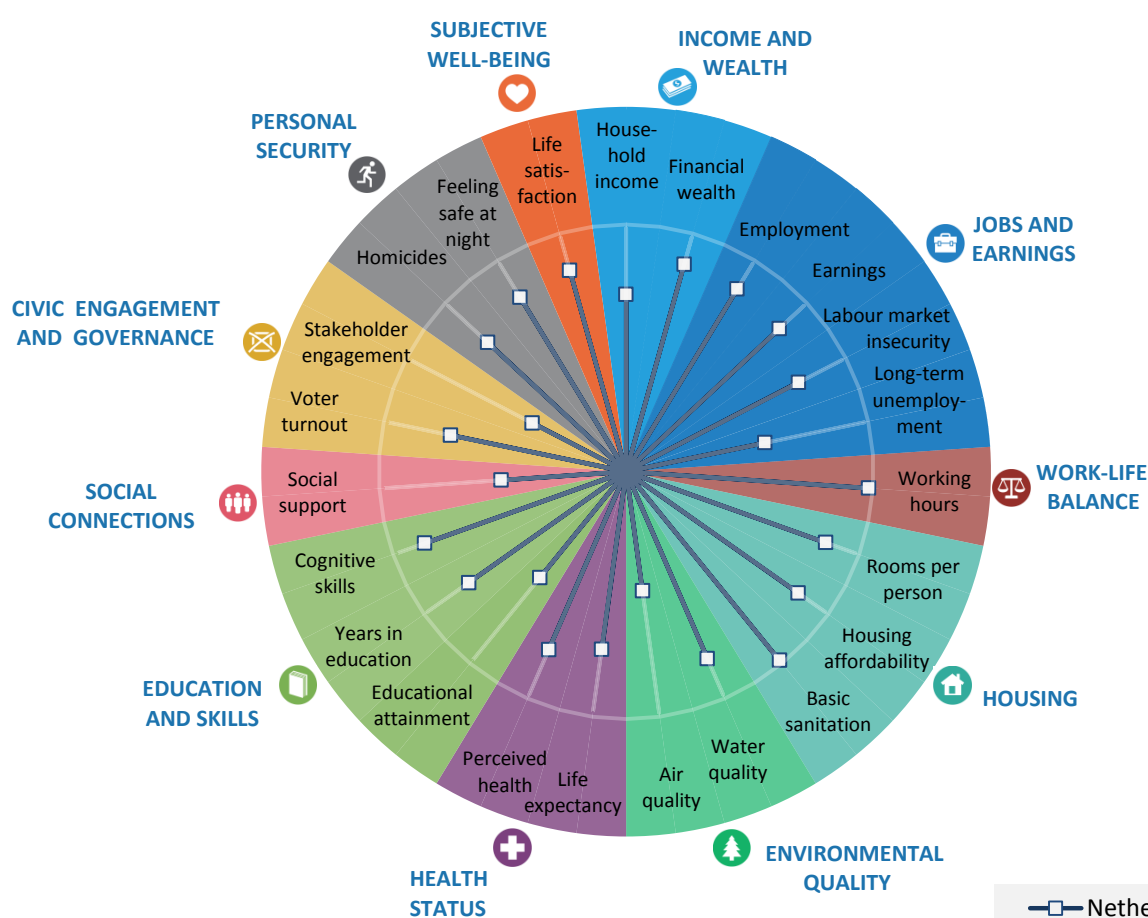 SUBJECTIVE
WELL-BEING
INCOME AND
WEALTH
PERSONAL
SECURITY
House-
hold
income
Life
satis-
faction
Financial
wealth
Feeling
safe at
night
Employment
JOBS AND
EARNINGS
Homicides
Earnings
CIVIC ENGAGEMENT
AND GOVERNANCE
Stakeholder
engagement
Labour market
insecurity
Long-term
unemploy-
ment
Voter
turnout
Social
support
Working
hours
WORK-LIFE
BALANCE
SOCIAL
CONNECTIONS
Cognitive
skills
Rooms per
person
Years in
education
Housing
affordability
EDUCATION
AND SKILLS
Educational
attainment
Basic
sanitation
HOUSING
Perceived
health
Life
expectancy
Air
quality
Water
quality
HEALTH
STATUS
ENVIRONMENTAL
QUALITY
Nethe